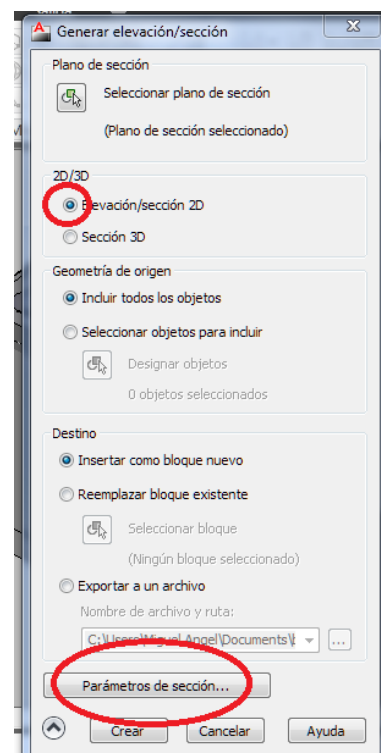 Generar elevación/sección
Plano de sección
Seleccionar plano de sección
(Plano de sección seleccionado)
2D/3D
Elevación/sección 2D
Sección 3D
Geometría de origen
Incluir todos los objetos
Seleccionar objetos para incluir
Designar objetos
0 objetos seleccionados
Destino
Insertar como bloque nuevo
Reemplazar bloque existente
Seleccionar bloque
(Ningún bloque seleccionado)
Exportar a un archivo
Nombre de archivo y ruta:
C:\Users\Miguel Angel\Documents\
...
Parámetros de sección...
Crear Cancelar Ayuda